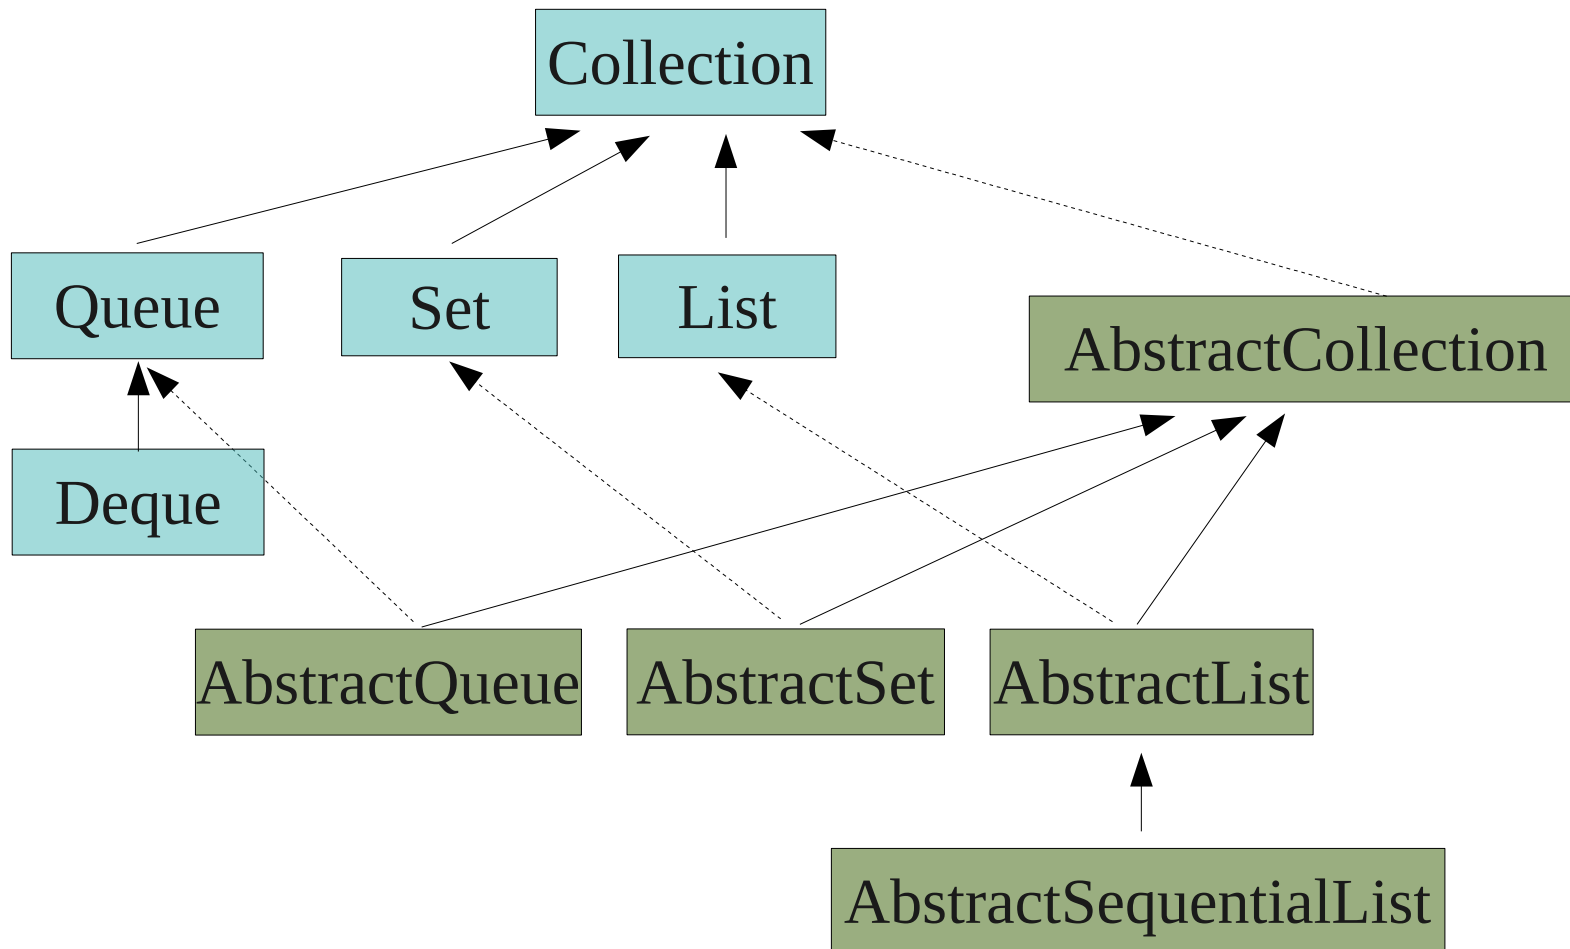 Collection
Queue
Set
List
AbstractCollection
Deque
AbstractQueue
AbstractSet
AbstractList
AbstractSequentialList